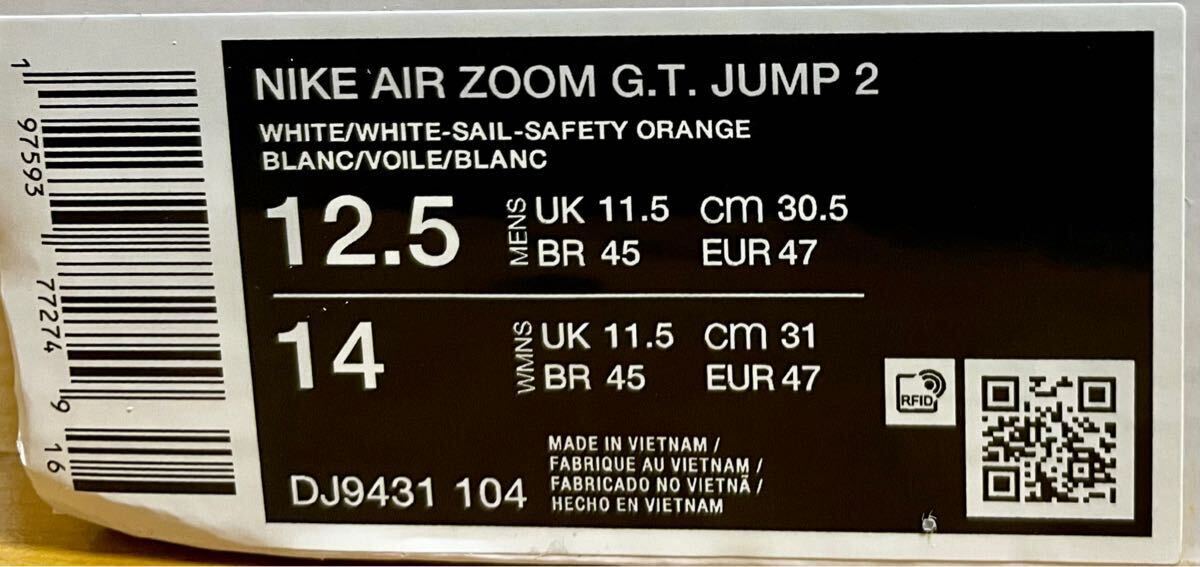 NIKE AIR ZOOM G.T. JUMP 2
WHITE/WHITE-SAIL-SAFETY ORANGE
BLANC/VOILE/BLANC
12.5 MENS UK 11.5 cm 30.5
BR 45 EUR 47
14 WMNS UK 11.5 cm 31
BR 45 EUR 47
MADE IN VIETNAM /
FABRIQUE AU VIETNAM /
FABRICADO NO VIETNÃ /
HECHO EN VIETNAM
DJ9431 104
RFID
1 97593 77274 9 16